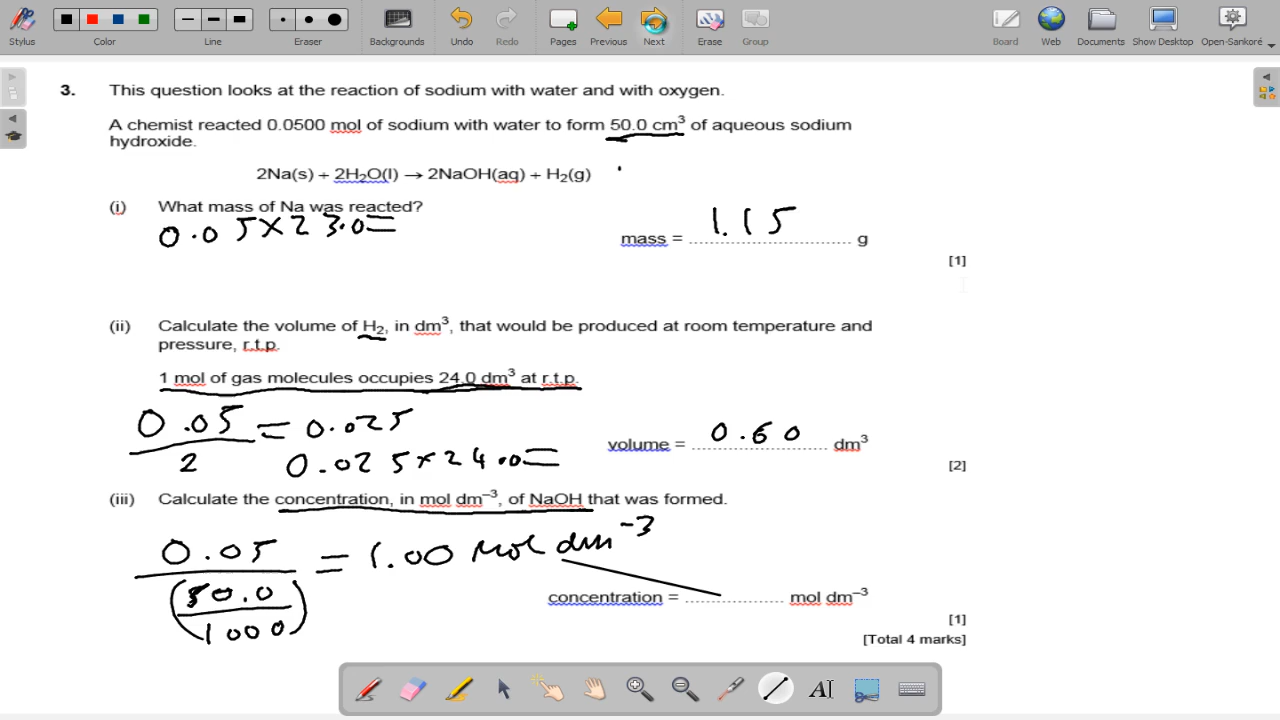 Stylus Color Line Eraser Backgrounds Undo Redo Pages Previous Next Erase Group Board Web Documents Show Desktop Open-Sankoré
3. This question looks at the reaction of sodium with water and with oxygen.
A chemist reacted 0.0500 mol of sodium with water to form 50.0 cm³ of aqueous sodium
hydroxide.
2Na(s) + 2H₂O(l) → 2NaOH(aq) + H₂(g)
(i) What mass of Na was reacted?
0.05×23.0=
1.15
mass = .................................... g
[1]
(ii) Calculate the volume of H₂, in dm³, that would be produced at room temperature and
pressure, r.t.p.
1 mol of gas molecules occupies 24.0 dm³ at r.t.p.
0.05 = 0.025
2
0.025×24.0=
0.60
volume = .............................. dm³
[2]
(iii) Calculate the concentration, in mol dm⁻³, of NaOH that was formed.
0.05 = 1.00 mol dm⁻³
(50.0
1000)
concentration = ...................... mol dm⁻³
[1]
[Total 4 marks]